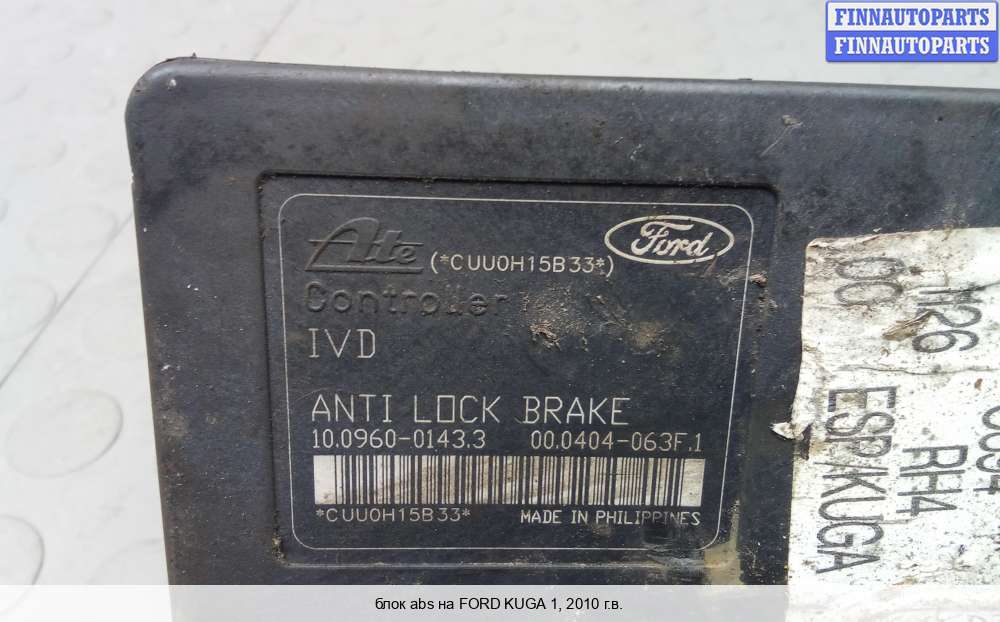 FINNAUTOPARTS
FINNAUTOPARTS
Ate
(*CUU0H15B33*)
Ford
Controller
IVD
ANTI LOCK BRAKE
10.0960-0143.3 00.0404-063F.1
*CUU0H15B33*
MADE IN PHILIPPINES
M26
RH4
ESP/KUGA
блок abs на FORD KUGA 1, 2010 г.в.